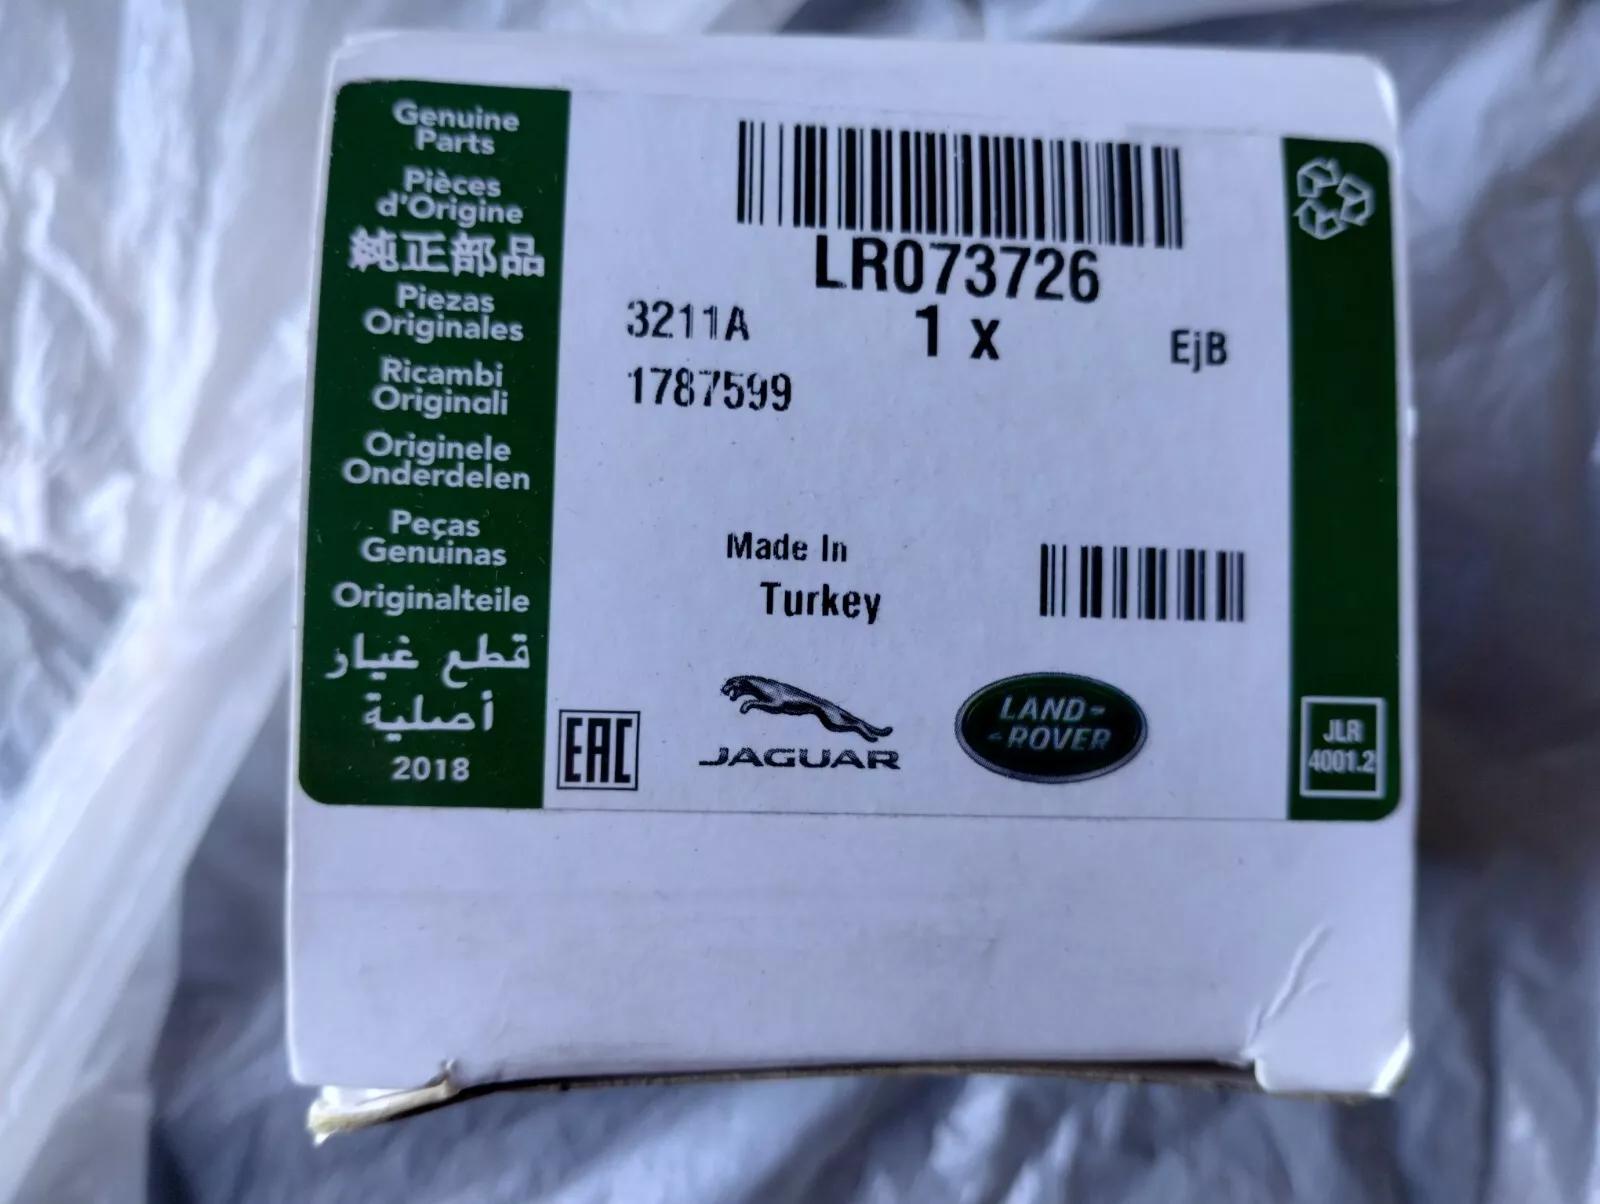 Genuine
Parts
Pièces
d'Origine
純正部品
Piezas
Originales
Ricambi
Originali
Originele
Onderdelen
Peças
Genuinas
Originalteile
قطع غيار
أصلية
2018
LR073726
3211A
1 x
EjB
1787599
Made In
Turkey
EAC
JAGUAR
LAND-
-ROVER
JLR
4001.2